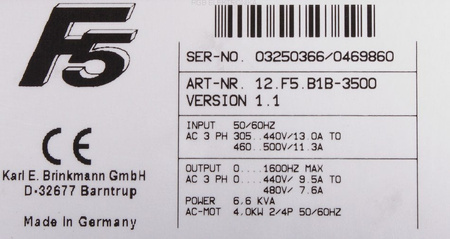 F5
SER-NO. 03250366/0469860
ART-NR. 12.F5.B1B-3500
VERSION 1.1
INPUT 50/60HZ
AC 3 PH 305..440V/13.0A TO
460..500V/11.3A
OUTPUT 0...1600HZ MAX
AC 3 PH 0...440V/ 9.5A TO
480V/ 7.6A
POWER 6.6 KVA
AC-MOT 4.0KW 2/4P 50/60HZ
CE
Karl E. Brinkmann GmbH
D-32677 Barntrup
Made In Germany